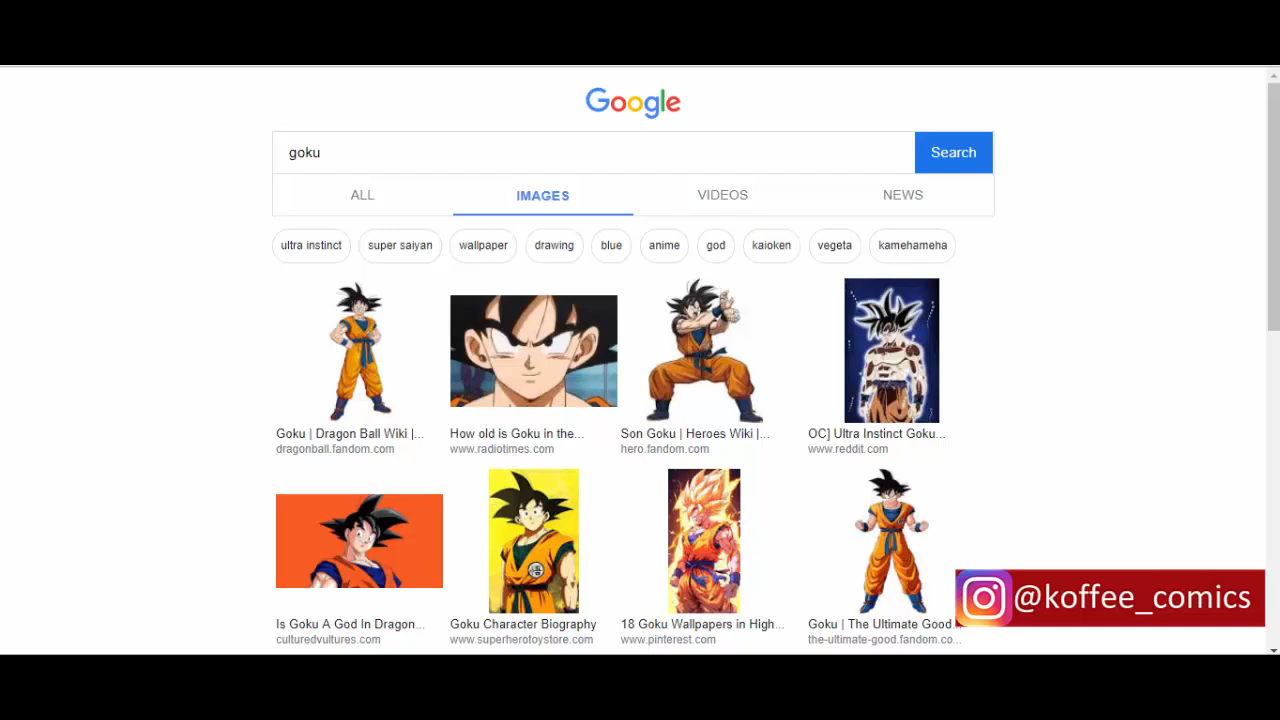 Google
goku
Search
ALL IMAGES VIDEOS NEWS
ultra instinct super saiyan wallpaper drawing blue anime god kaioken vegeta kamehameha
Goku | Dragon Ball Wiki |...
dragonball.fandom.com
How old is Goku in the...
www.radiotimes.com
Son Goku | Heroes Wiki |...
hero.fandom.com
OC] Ultra Instinct Goku...
www.reddit.com
Is Goku A God In Dragon...
culturedvultures.com
Goku Character Biography
www.superherotoystore.com
18 Goku Wallpapers in High...
www.pinterest.com
Goku | The Ultimate Good...
the-ultimate-good.fandom.co...
@koffee_comics